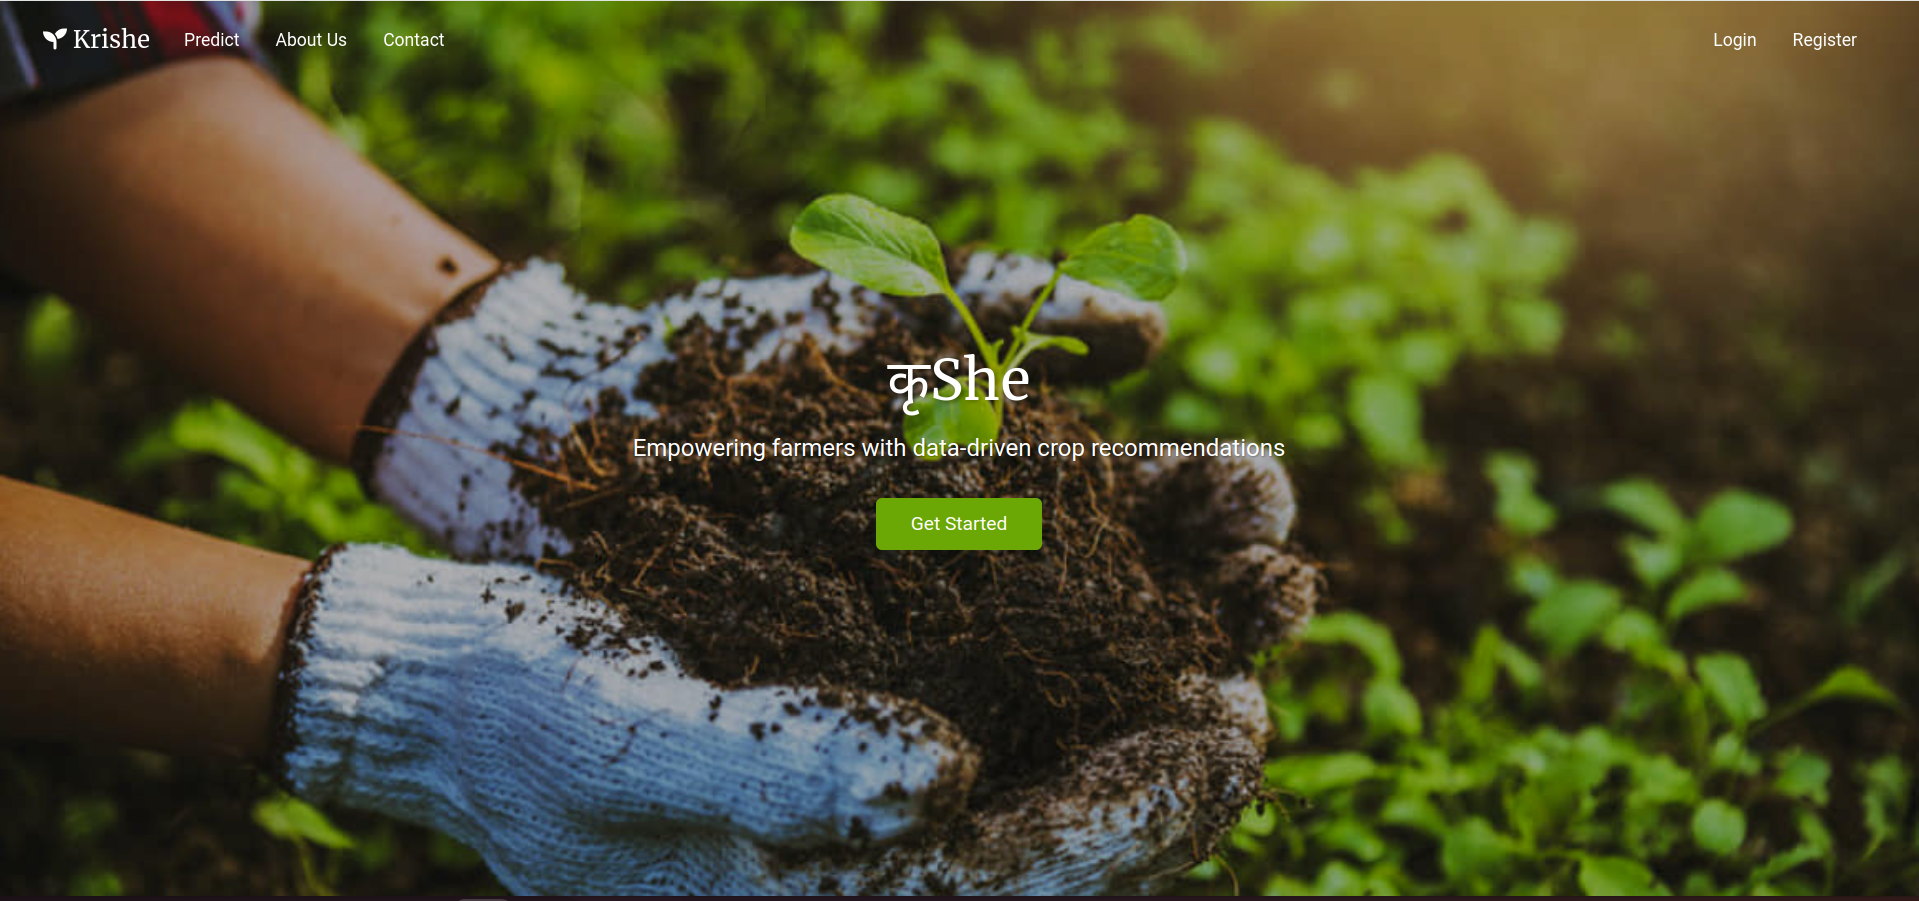 Krishe Predict About Us Contact Login Register
कृShe
Empowering farmers with data-driven crop recommendations
Get Started